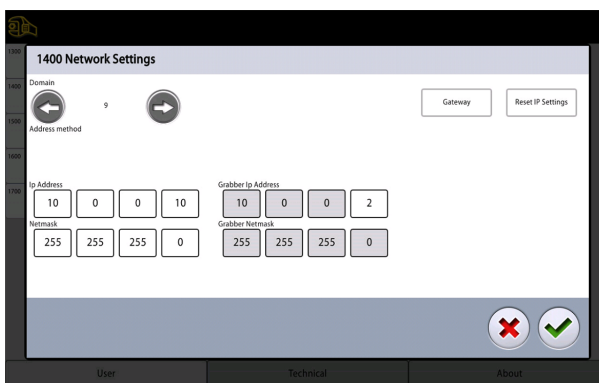 1300
1400 Network Settings
1400
Domain
9
Gateway
Reset IP Settings
1500
Address method
1600
1700
Ip Address
Grabber Ip Address
10 0 0 10 10 0 0 2
Netmask
Grabber Netmask
255 255 255 0 255 255 255 0
User Technical About